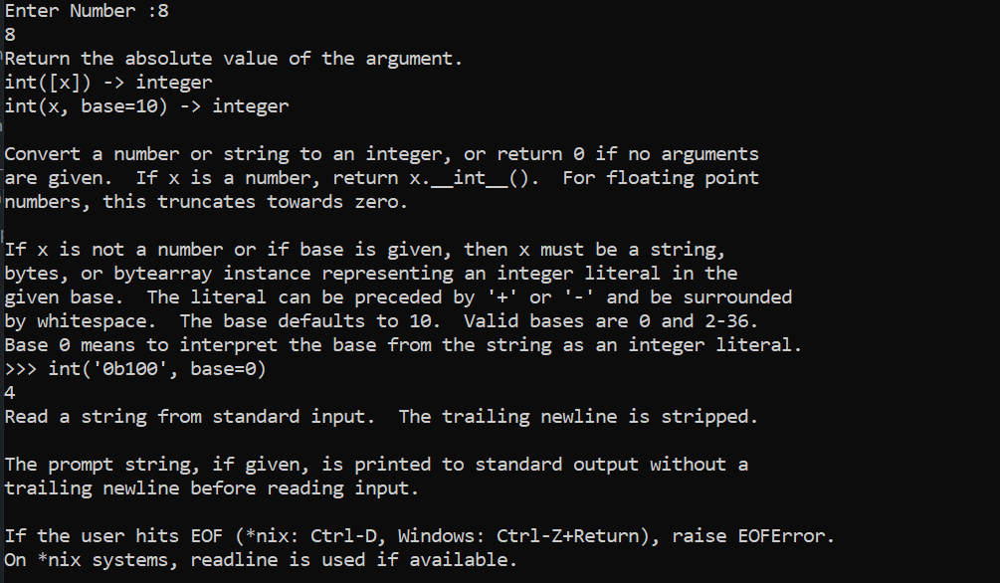 Enter Number :8
8
Return the absolute value of the argument.
int([x]) -> integer
int(x, base=10) -> integer
Convert a number or string to an integer, or return 0 if no arguments
are given.  If x is a number, return x.__int__().  For floating point
numbers, this truncates towards zero.
If x is not a number or if base is given, then x must be a string,
bytes, or bytearray instance representing an integer literal in the
given base.  The literal can be preceded by '+' or '-' and be surrounded
by whitespace.  The base defaults to 10.  Valid bases are 0 and 2-36.
Base 0 means to interpret the base from the string as an integer literal.
>>> int('0b100', base=0)
4
Read a string from standard input.  The trailing newline is stripped.
The prompt string, if given, is printed to standard output without a
trailing newline before reading input.
If the user hits EOF (*nix: Ctrl-D, Windows: Ctrl-Z+Return), raise EOFError.
On *nix systems, readline is used if available.